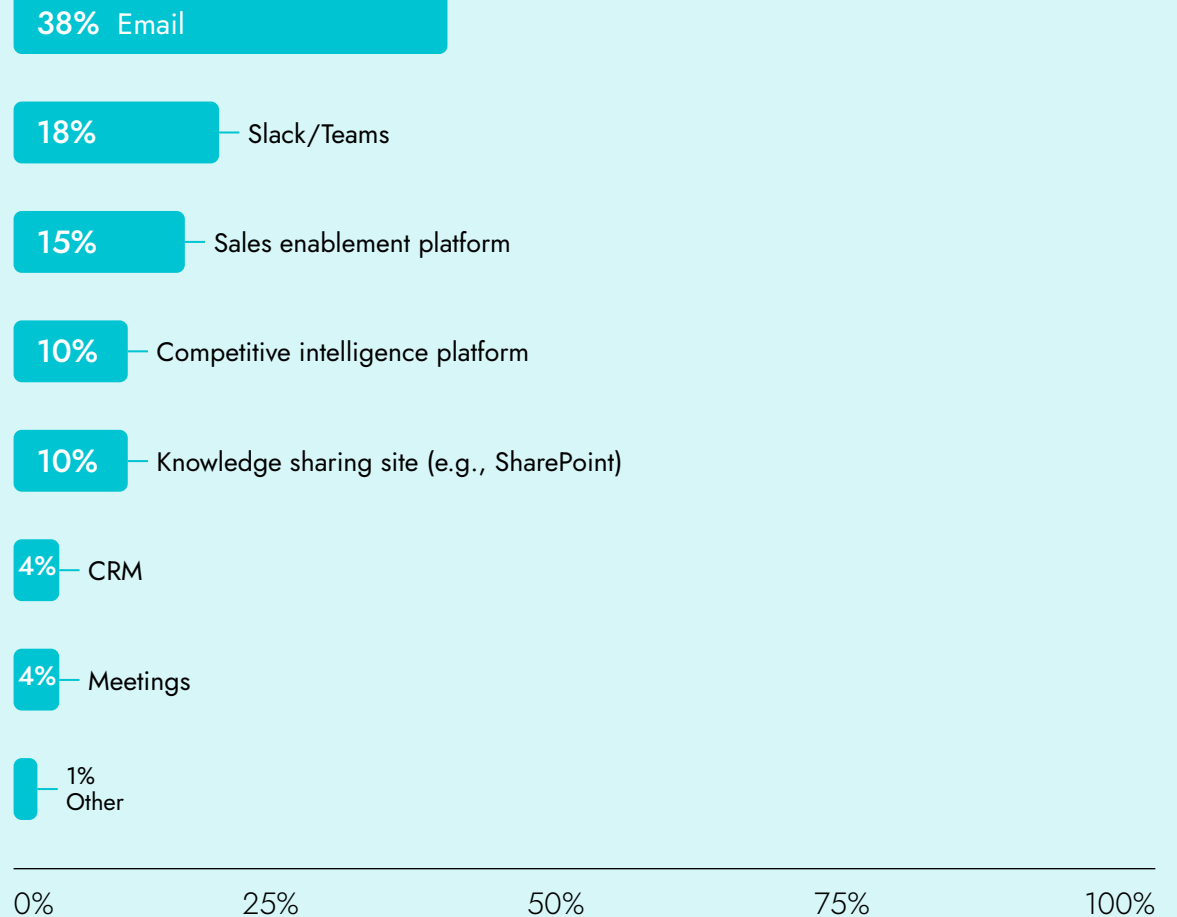 38% Email
18% Slack/Teams
15% Sales enablement platform
10% Competitive intelligence platform
10% Knowledge sharing site (e.g., SharePoint)
4% CRM
4% Meetings
1%
Other
0% 25% 50% 75% 100%